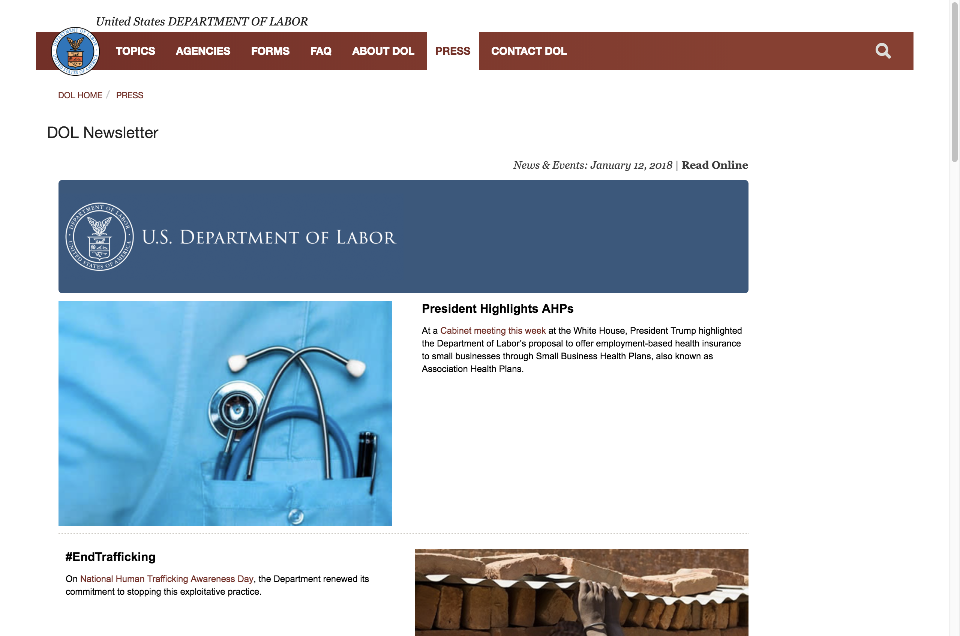 United States DEPARTMENT OF LABOR
TOPICS AGENCIES FORMS FAQ ABOUT DOL PRESS CONTACT DOL
DOL HOME / PRESS
DOL Newsletter
News & Events: January 12, 2018 | Read Online
U.S. DEPARTMENT OF LABOR
President Highlights AHPs
At a Cabinet meeting this week at the White House, President Trump highlighted
the Department of Labor's proposal to offer employment-based health insurance
to small businesses through Small Business Health Plans, also known as
Association Health Plans.
#EndTrafficking
On National Human Trafficking Awareness Day, the Department renewed its
commitment to stopping this exploitative practice.